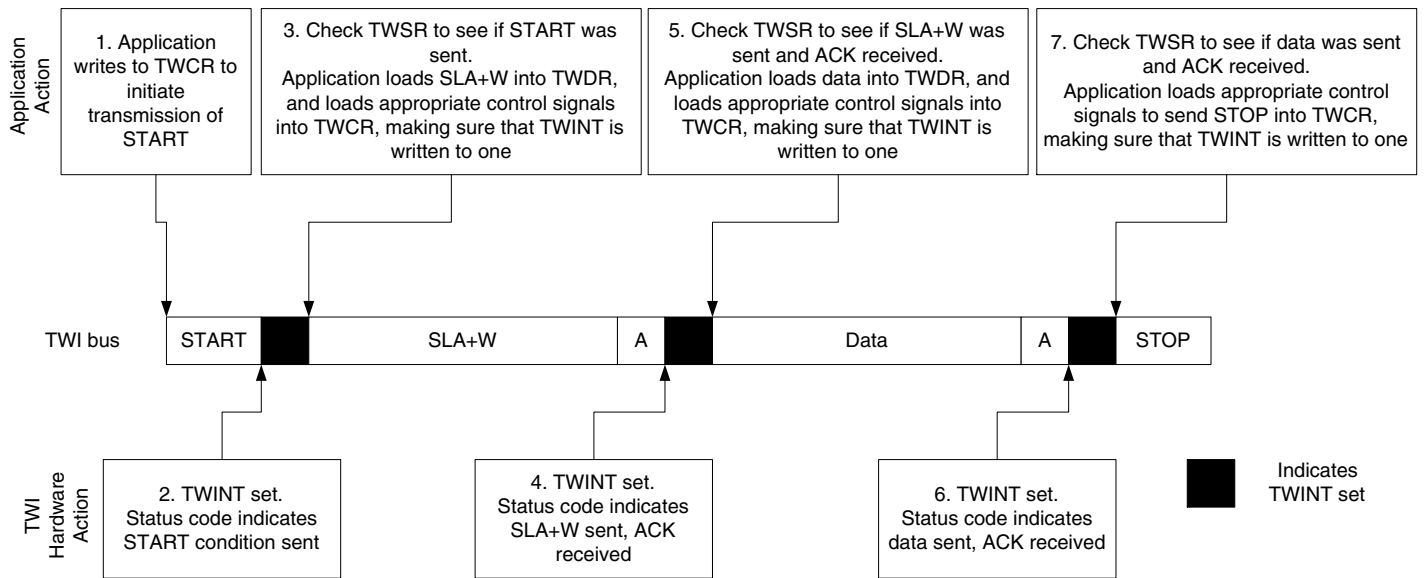 Application
Action
1. Application
writes to TWCR to
initiate
transmission of
START
3. Check TWSR to see if START was
sent.
Application loads SLA+W into TWDR,
and loads appropriate control signals
into TWCR, making sure that TWINT is
written to one
5. Check TWSR to see if SLA+W was
sent and ACK received.
Application loads data into TWDR, and
loads appropriate control signals into
TWCR, making sure that TWINT is
written to one
7. Check TWSR to see if data was sent
and ACK received.
Application loads appropriate control
signals to send STOP into TWCR,
making sure that TWINT is written to one
TWI bus
START
SLA+W
A
Data
A
STOP
TWI
Hardware
Action
2. TWINT set.
Status code indicates
START condition sent
4. TWINT set.
Status code indicates
SLA+W sent, ACK
received
6. TWINT set.
Status code indicates
data sent, ACK received
Indicates
TWINT set